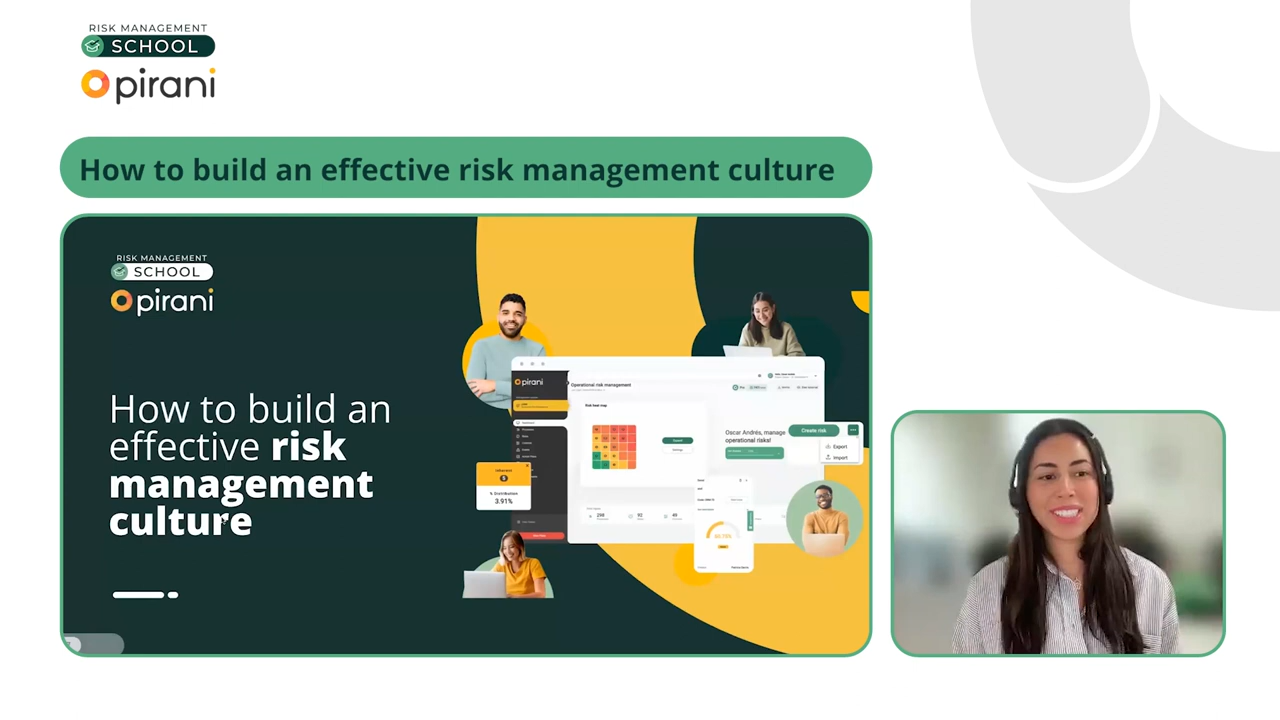 RISK MANAGEMENT
SCHOOL
pirani
How to build an effective risk management culture
RISK MANAGEMENT
SCHOOL
pirani
How to build an
effective risk
management
culture
pirani
Operational risk management
Risk heat map
Oscar Andrés, manage
operational risks!
Create risk
Export
Import
Inherent
% Distribution
3.91%